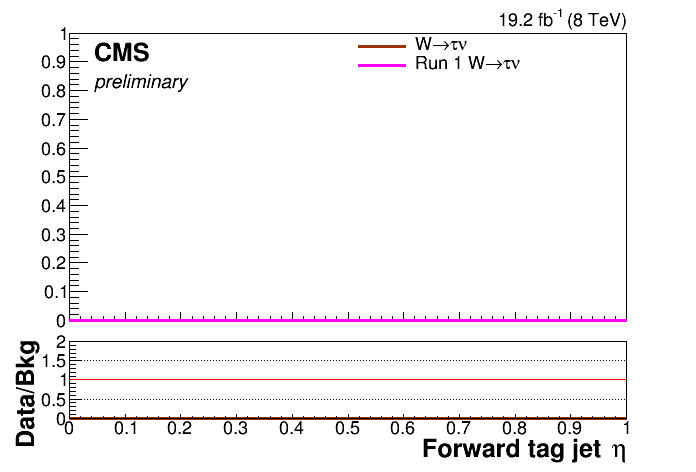 19.2 fb⁻¹ (8 TeV)
CMS
preliminary
W→τν
Run 1 W→τν
1
0.9
0.8
0.7
0.6
0.5
0.4
0.3
0.2
0.1
0
2
1.5
1
0.5
0
Data/Bkg
0 0.1 0.2 0.3 0.4 0.5 0.6 0.7 0.8 0.9 1
Forward tag jet η